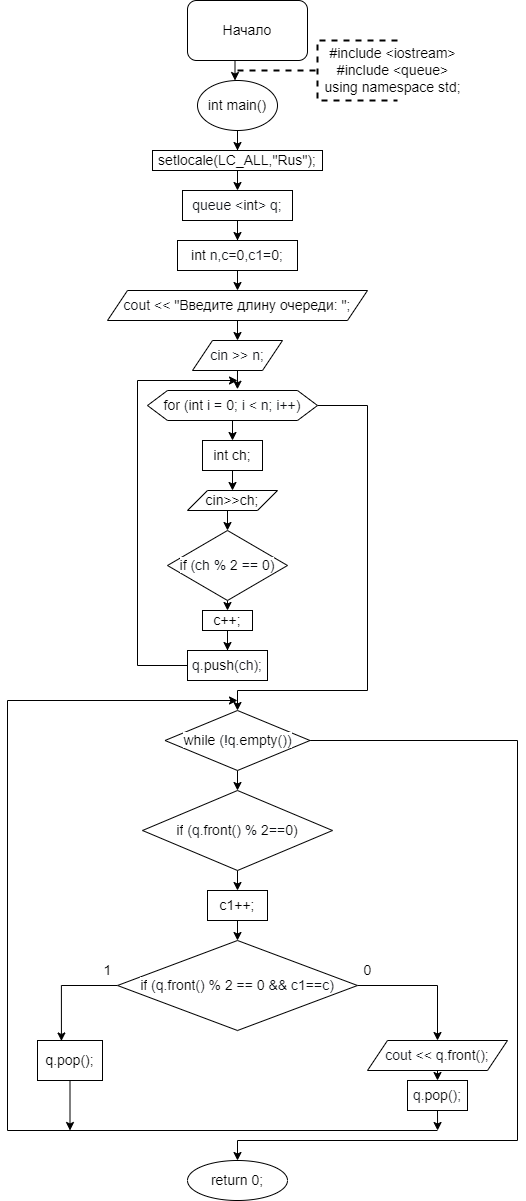 Начало
#include <iostream>
#include <queue>
using namespace std;
int main()
setlocale(LC_ALL,"Rus");
queue <int> q;
int n,c=0,c1=0;
cout << "Введите длину очереди: ";
cin >> n;
for (int i = 0; i < n; i++)
int ch;
cin>>ch;
if (ch % 2 == 0)
c++;
q.push(ch);
while (!q.empty())
if (q.front() % 2==0)
c1++;
1
0
if (q.front() % 2 == 0 && c1==c)
q.pop();
cout << q.front();
q.pop();
return 0;